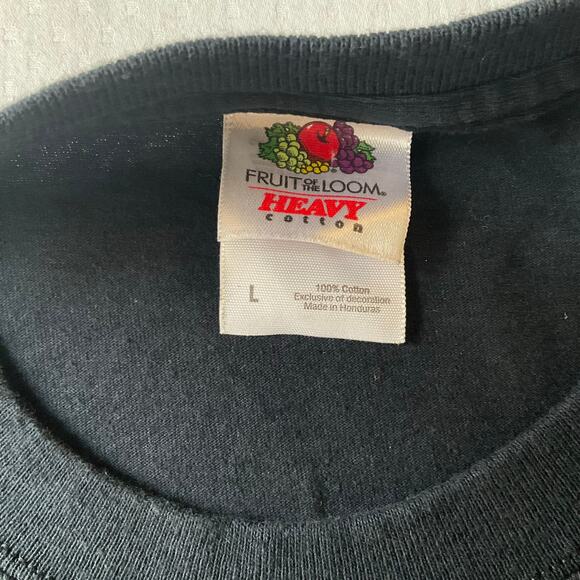 FRUIT OF THE LOOM®
HEAVY
cotton
L
100% Cotton
Exclusive of decoration
Made in Honduras